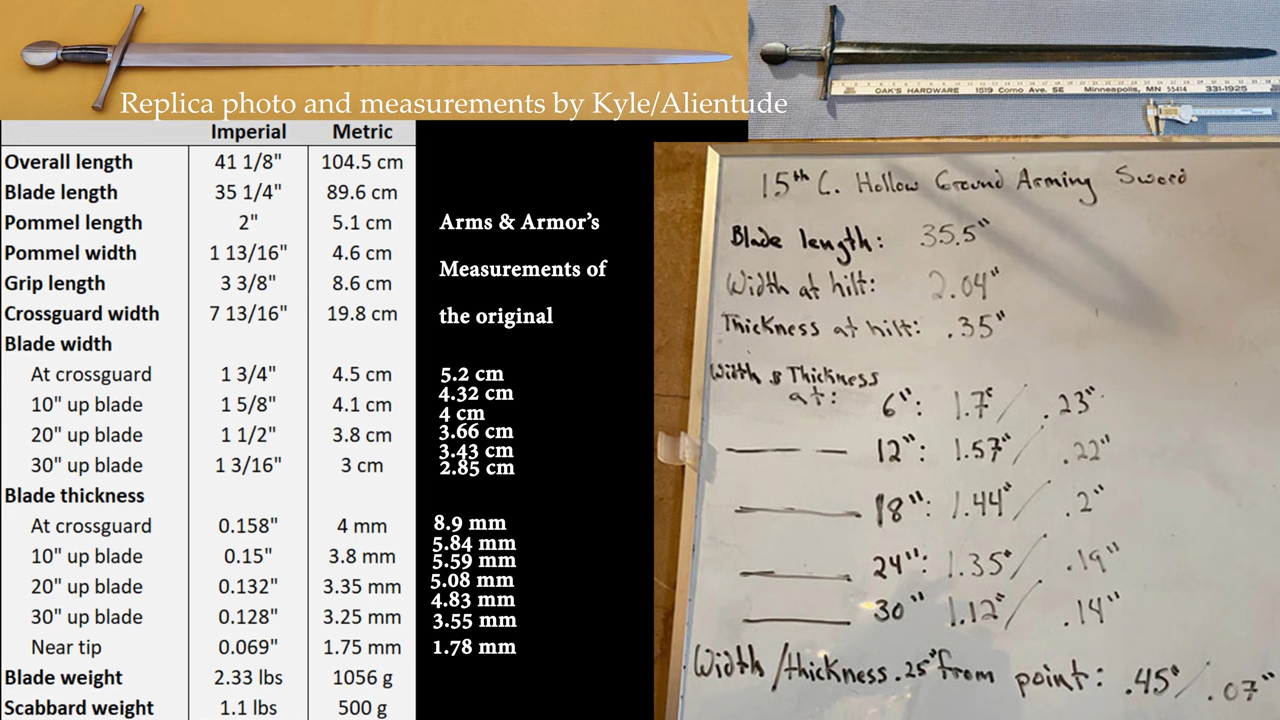 Replica photo and measurements by Kyle/Alientude
OAK'S HARDWARE 1519 Como Ave. SE Minneapolis, MN 55414 331-1925
Imperial Metric
Overall length 41 1/8" 104.5 cm
Blade length 35 1/4" 89.6 cm
Pommel length 2" 5.1 cm
Pommel width 1 13/16" 4.6 cm
Grip length 3 3/8" 8.6 cm
Crossguard width 7 13/16" 19.8 cm
Blade width
At crossguard 1 3/4" 4.5 cm
10" up blade 1 5/8" 4.1 cm
20" up blade 1 1/2" 3.8 cm
30" up blade 1 3/16" 3 cm
Blade thickness
At crossguard 0.158" 4 mm
10" up blade 0.15" 3.8 mm
20" up blade 0.132" 3.35 mm
30" up blade 0.128" 3.25 mm
Near tip 0.069" 1.75 mm
Blade weight 2.33 lbs 1056 g
Scabbard weight 1.1 lbs 500 g
Arms & Armor's
Measurements of
the original
5.2 cm
4.32 cm
4 cm
3.66 cm
3.43 cm
2.85 cm
8.9 mm
5.84 mm
5.59 mm
5.08 mm
4.83 mm
3.55 mm
1.78 mm
15th C. Hollow Ground Arming Sword
Blade length: 35.5"
Width at hilt: 2.04"
Thickness at hilt: .35"
Width & Thickness
at: 6": 1.7" / .23"
12": 1.57" / .22"
18": 1.44" / .2"
24": 1.35" / .19"
30" 1.12" / .14"
Width/thickness .25" from point: .45" / .07"